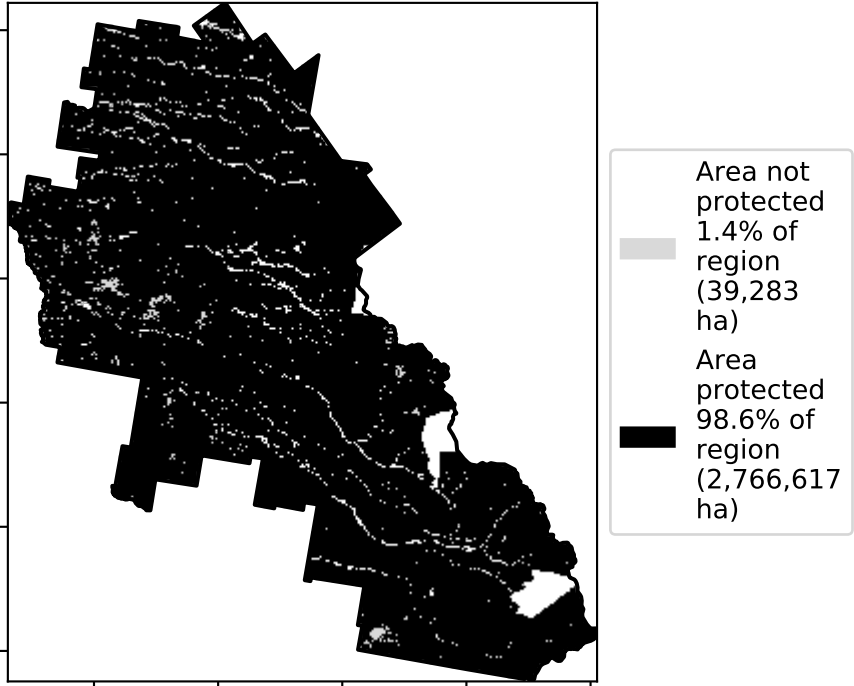 Area not
protected
1.4% of
region
(39,283
ha)
Area
protected
98.6% of
region
(2,766,617
ha)